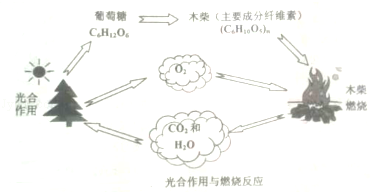 葡萄糖
C₆H₁₂O₆
木柴（主要成分纤维素）
(C₆H₁₀O₅)ₙ
O₂
光合
作用
木柴
燃烧
CO₂和
H₂O
光合作用与燃烧反应